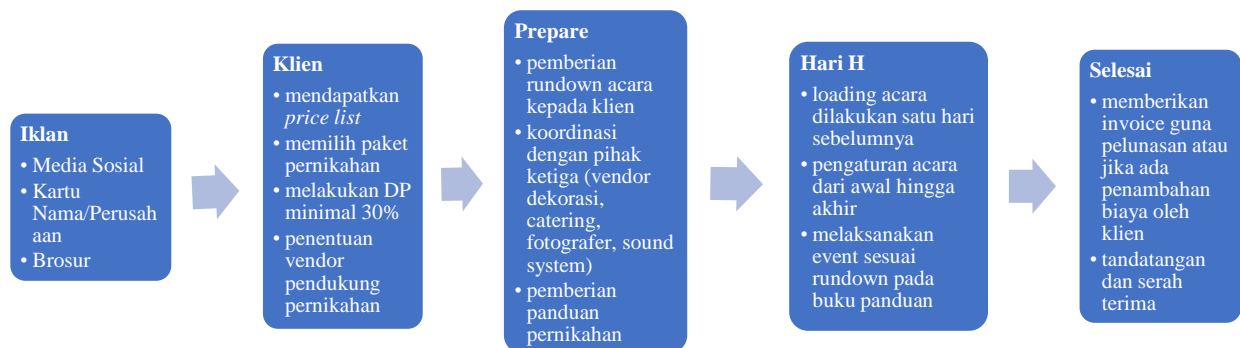 Iklan
• Media Sosial
• Kartu
Nama/Perusah
aan
• Brosur
Klien
• mendapatkan
price list
• memilih paket
pernikahan
• melakukan DP
minimal 30%
• penentuan
vendor
pendukung
pernikahan
Prepare
• pemberian
rundown acara
kepada klien
• koordinasi
dengan pihak
ketiga (vendor
dekorasi,
catering,
fotografer, sound
system)
• pemberian
panduan
pernikahan
Hari H
• loading acara
dilakukan satu hari
sebelumnya
• pengaturan acara
dari awal hingga
akhir
• melaksanakan
event sesuai
rundown pada
buku panduan
Selesai
• memberikan
invoice guna
pelunasan atau
jika ada
penambahan
biaya oleh
klien
• tandatangan
dan serah
terima